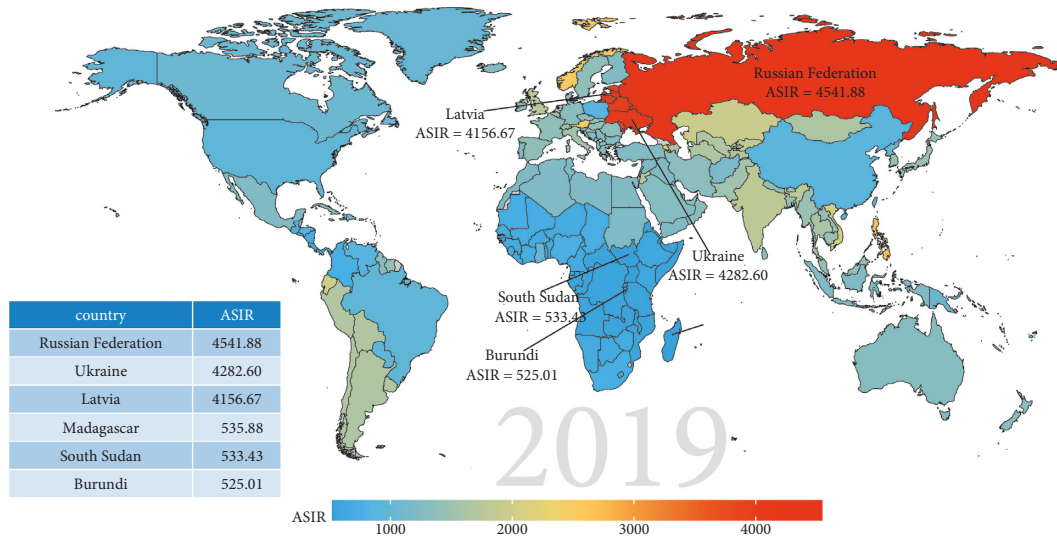 Russian Federation
ASIR = 4541.88
Latvia
ASIR = 4156.67
Ukraine
ASIR = 4282.60
South Sudan
ASIR = 533.43
Burundi
ASIR = 525.01
country ASIR
Russian Federation 4541.88
Ukraine 4282.60
Latvia 4156.67
Madagascar 535.88
South Sudan 533.43
Burundi 525.01
2019
ASIR
1000 2000 3000 4000